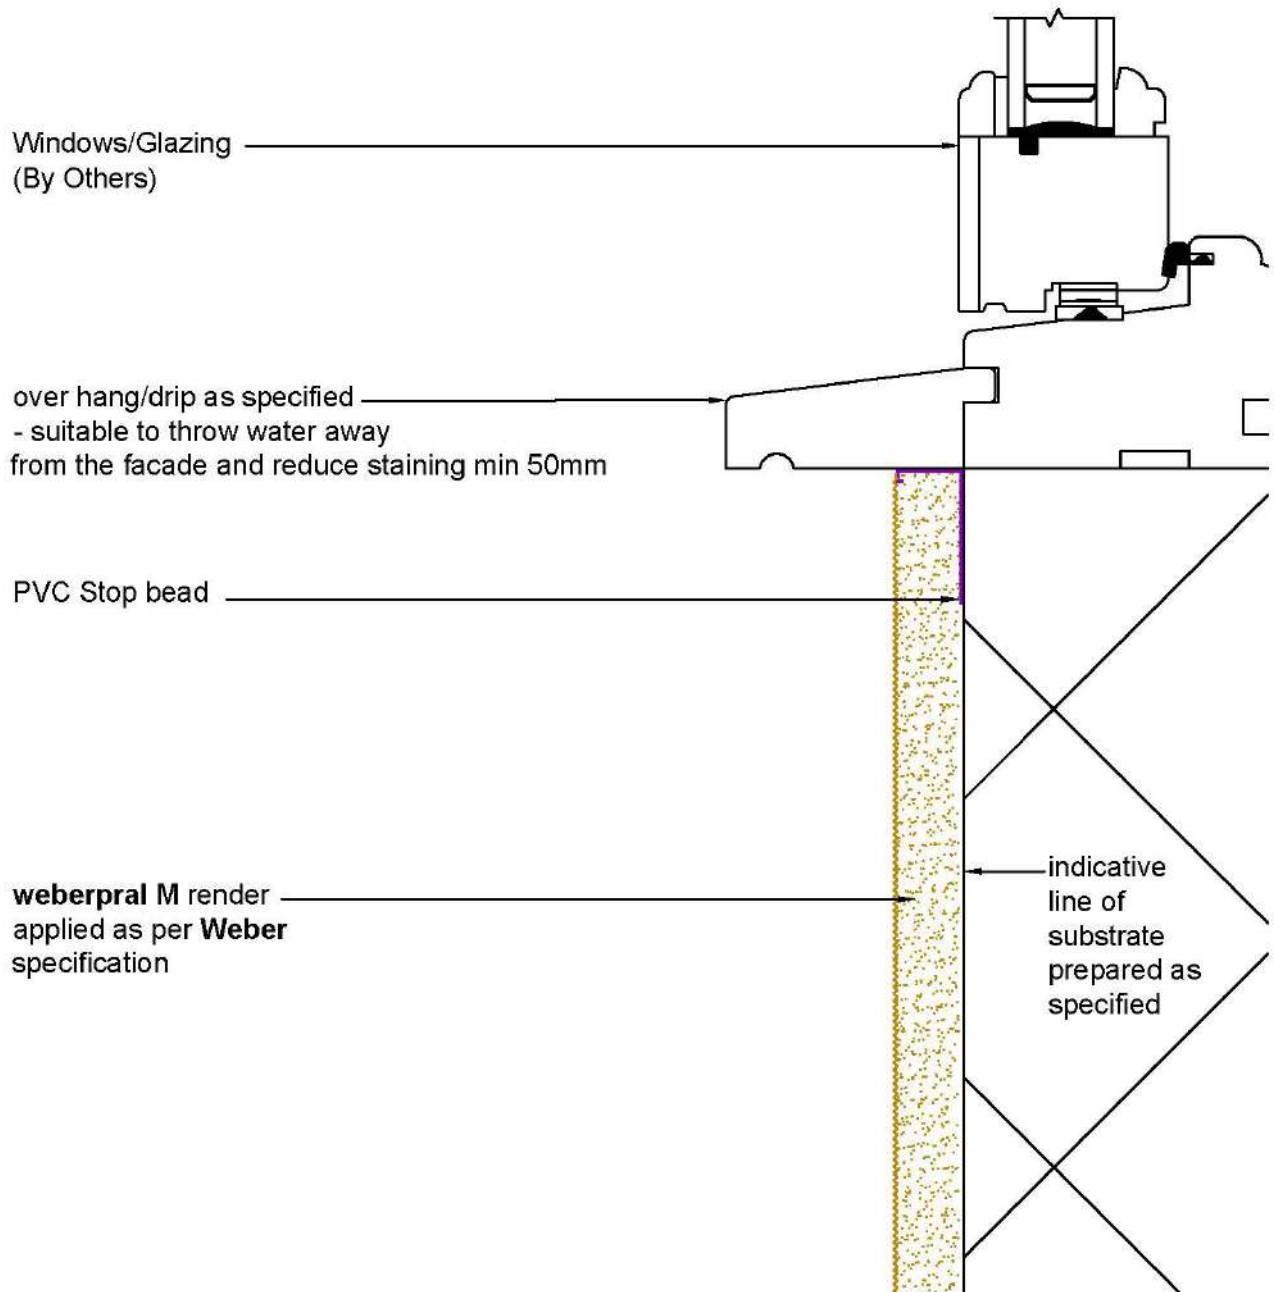 Windows/Glazing
(By Others)
over hang/drip as specified
- suitable to throw water away
from the facade and reduce staining min 50mm
PVC Stop bead
weberpral M render
applied as per Weber
specification
indicative
line of
substrate
prepared as
specified